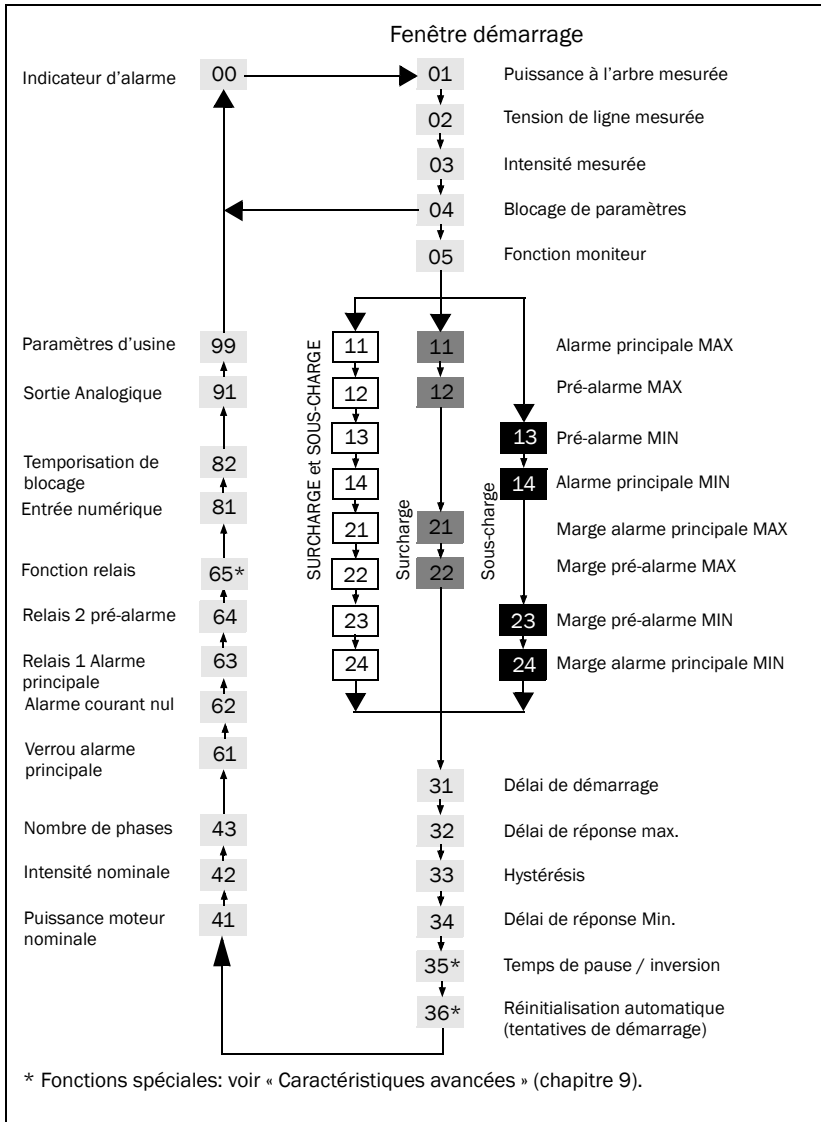 Fenêtre démarrage
Indicateur d'alarme 00 01 Puissance à l'arbre mesurée
02 Tension de ligne mesurée
03 Intensité mesurée
04 Blocage de paramètres
05 Fonction moniteur
SURCHARGE et SOUS-CHARGE
Surcharge
Sous-charge
Paramètres d'usine 99 11 11 Alarme principale MAX
Sortie Analogique 91 12 12 Pré-alarme MAX
13 13 Pré-alarme MIN
Temporisation de
blocage 82 14 14 Alarme principale MIN
Entrée numérique 81 21 21 Marge alarme principale MAX
Fonction relais 65* 22 22 Marge pré-alarme MAX
Relais 2 pré-alarme 64 23 23 Marge pré-alarme MIN
Relais 1 Alarme
principale 63 24 24 Marge alarme principale MIN
Alarme courant nul 62
Verrou alarme
principale 61
31 Délai de démarrage
Nombre de phases 43 32 Délai de réponse max.
Intensité nominale 42 33 Hystérésis
Puissance moteur
nominale 41 34 Délai de réponse Min.
35* Temps de pause / inversion
36* Réinitialisation automatique
(tentatives de démarrage)
* Fonctions spéciales: voir « Caractéristiques avancées » (chapitre 9).